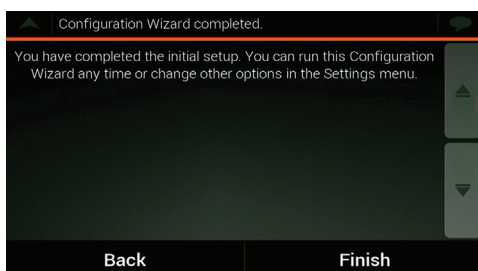 Configuration Wizard completed.
You have completed the initial setup. You can run this Configuration
Wizard any time or change other options in the Settings menu.
Back
Finish